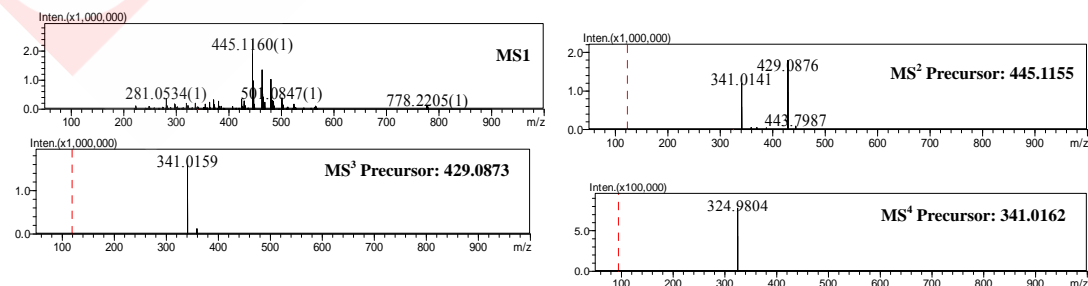 Inten.(x1,000,000)
2.0
1.0
0.0
445.1160(1)
281.0534(1)
501.0847(1)
778.2205(1)
MS1
100 200 300 400 500 600 700 800 900 m/z
Inten.(x1,000,000)
2.0
1.0
0.0
429.0876
341.0141
443.7987
MS2 Precursor: 445.1155
100 200 300 400 500 600 700 800 900 m/z
Inten.(x1,000,000)
1.0
0.0
341.0159
MS3 Precursor: 429.0873
100 200 300 400 500 600 700 800 900 m/z
Inten.(x100,000)
5.0
0.0
324.9804
MS4 Precursor: 341.0162
100 200 300 400 500 600 700 800 900 m/z